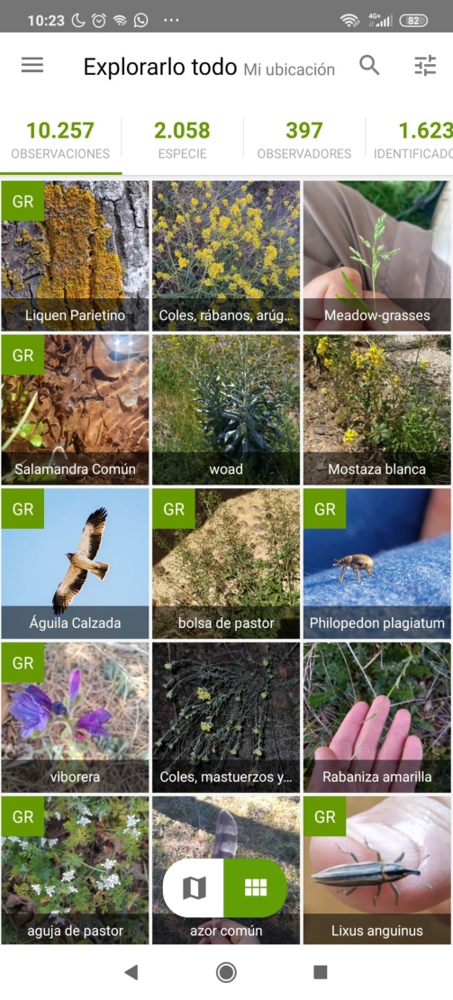 10:23 ... 4G+ 82
Explorarlo todo Mi ubicación
10.257 2.058 397 1.623
OBSERVACIONES ESPECIE OBSERVADORES IDENTIFICADO
GR
Liquen Parietino Coles, rábanos, arúg... Meadow-grasses
GR
Salamandra Común woad Mostaza blanca
GR GR GR
Águila Calzada bolsa de pastor Philopedon plagiatum
GR
viborera Coles, mastuerzos y... Rabaniza amarilla
GR GR
aguja de pastor azor común Lixus anguinus